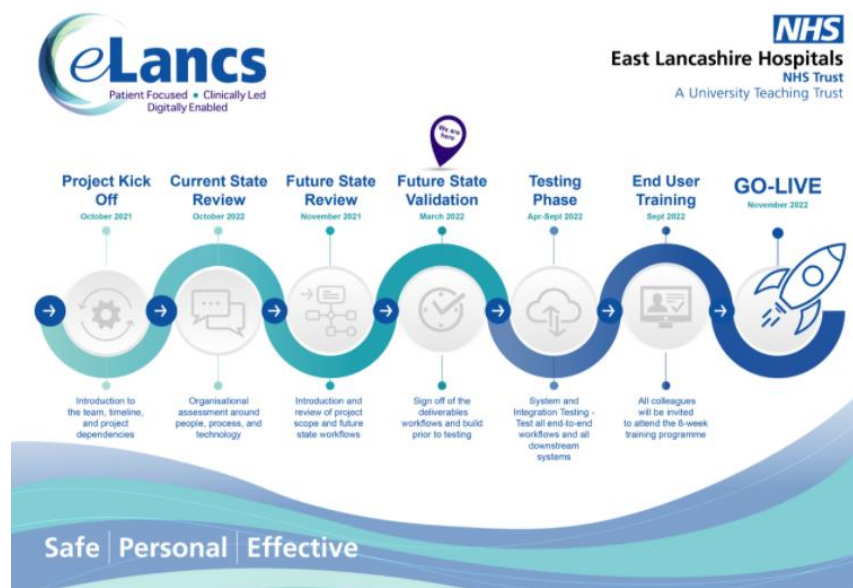 eLancs
Patient Focused • Clinically Led
Digitally Enabled
NHS
East Lancashire Hospitals
NHS Trust
A University Teaching Trust
We are
here
Project Kick
Off
October 2021
Current State
Review
October 2022
Future State
Review
November 2021
Future State
Validation
March 2022
Testing
Phase
Apr-Sept 2022
End User
Training
Sept 2022
GO-LIVE
November 2022
Introduction to
the team, timeline,
and project
dependencies
Organisational
assessment around
people, process, and
technology
Introduction and
review of project
scope and future
state workflows
Sign off of the
deliverables
workflows and build
prior to testing
System and
Integration Testing -
Test all end-to-end
workflows and all
downstream
systems
All colleagues
will be invited
to attend the 8-week
training programme
Safe | Personal | Effective